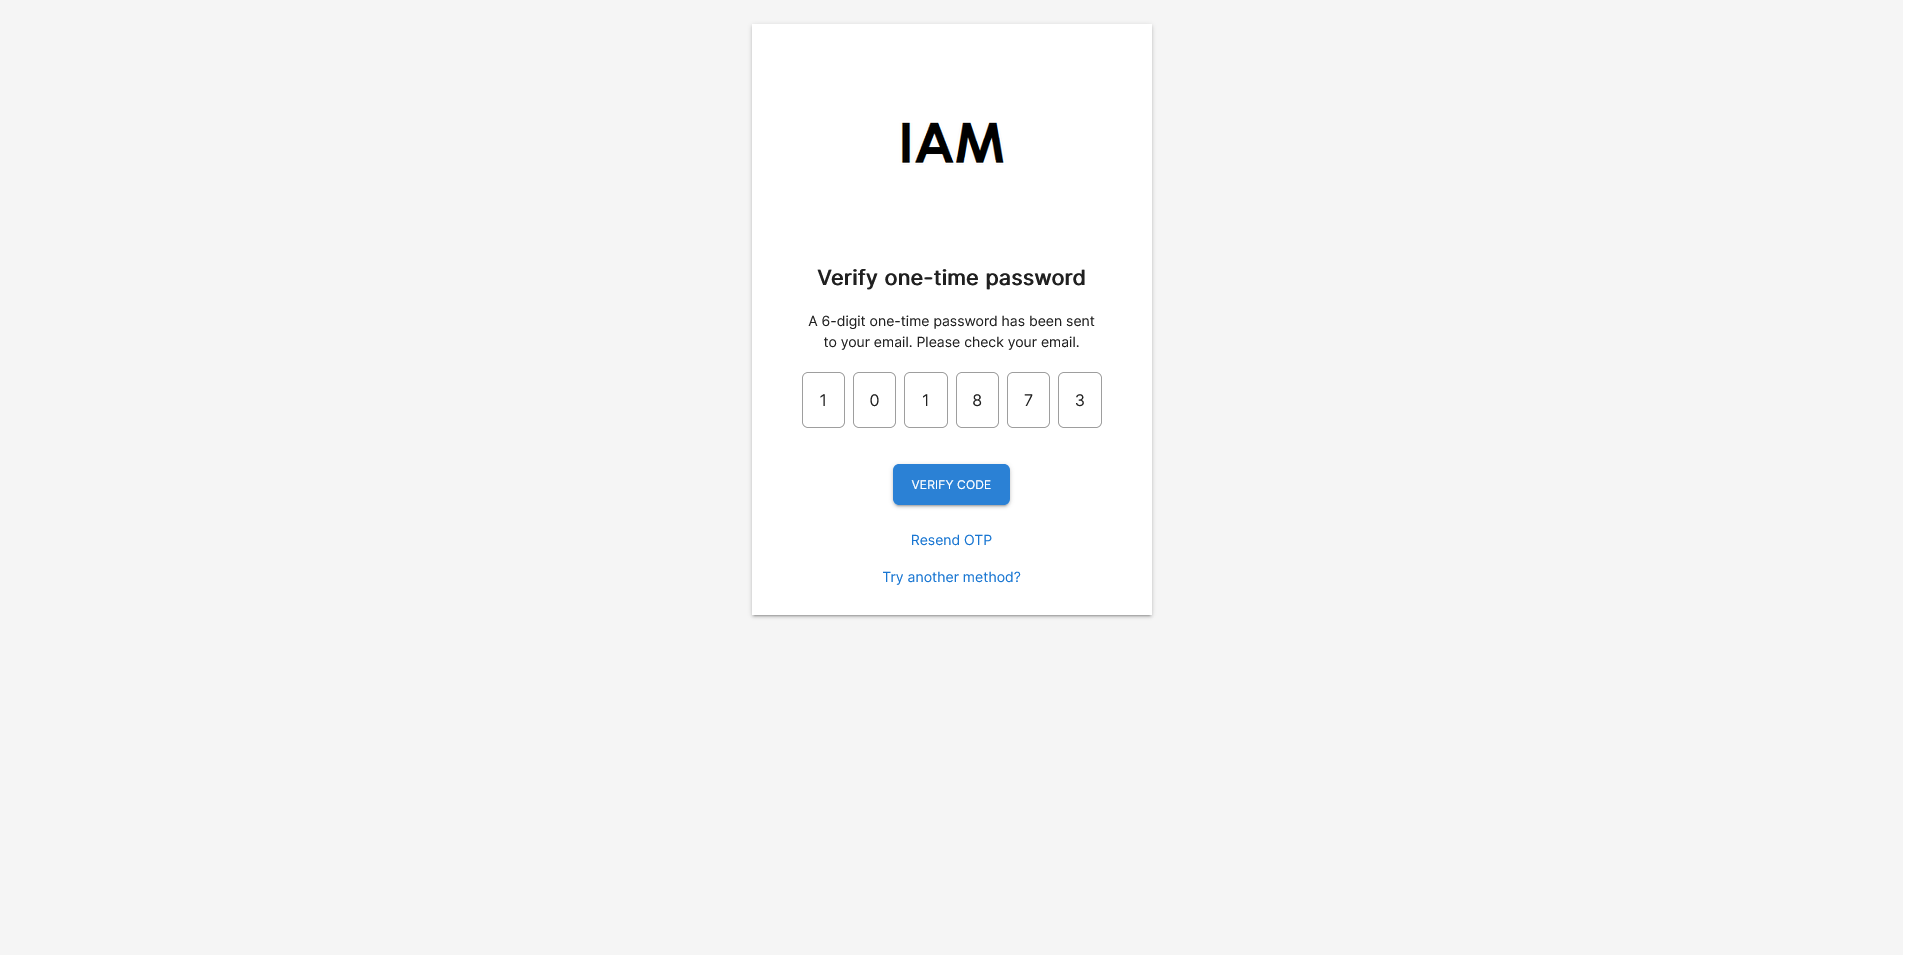 IAM
Verify one-time password
A 6-digit one-time password has been sent
to your email. Please check your email.
1 0 1 8 7 3
VERIFY CODE
Resend OTP
Try another method?